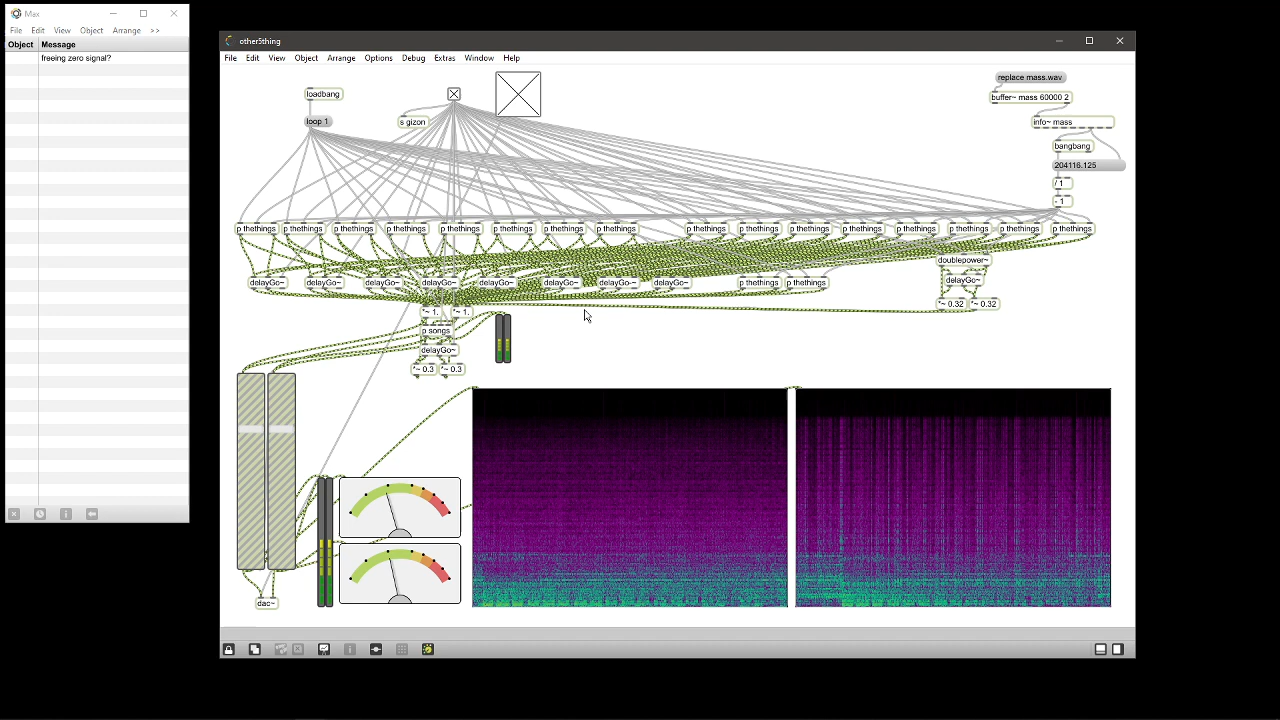 Max
File Edit View Object Arrange >>
Object Message
freeing zero signal?
other5thing
File Edit View Object Arrange Options Debug Extras Window Help
replace mass.wav
loadbang
buffer~ mass 60000 2
loop 1
s gizon
info~ mass
bangbang
204116.125
/ 1
- 1
p thethings p thethings p thethings p thethings p thethings p thethings p thethings p thethings p thethings p thethings p thethings p thethings p thethings p thethings p thethings p thethings
doublepower~
delayGo~ delayGo~ delayGo~ delayGo~ delayGo~ delayGo~ delayGo~ delayGo~ p thethings p thethings delayGo~
*~ 0.32 *~ 0.32
*~ 1. *~ 1.
p songs
delayGo~
*~ 0.3 *~ 0.3
dac~